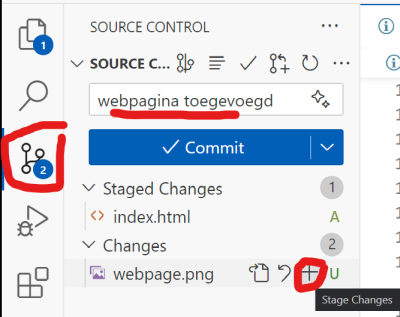 1
SOURCE CONTROL
SOURCE C...
webpagina toegevoegd
2
Commit
Staged Changes 1
index.html A
Changes 2
webpage.png U
Stage Changes